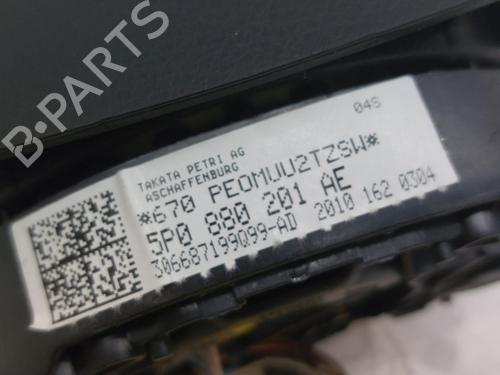 B-PARTS
04S
TAKATA PETRI AG
ASCHAFFENBURG
*670 PEOMUU2TZSW*
5P0 880 201 AE
306687199Q99-AD 2010 162 0304